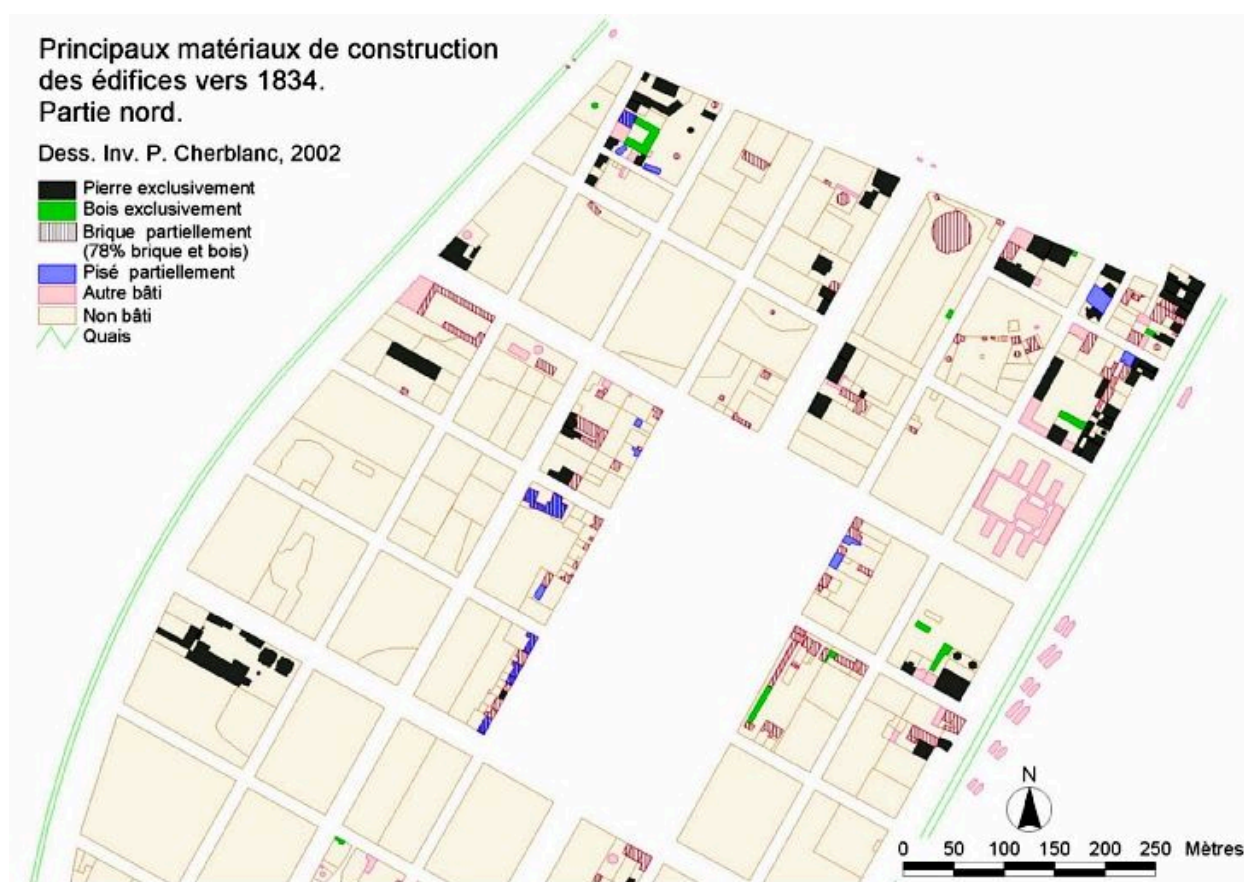 Principaux matériaux de construction
des édifices vers 1834.
Partie nord.
Dess. Inv. P. Cherblanc, 2002
Pierre exclusivement
Bois exclusivement
Brique partiellement
(78% brique et bois)
Pisé partiellement
Autre bâti
Non bâti
Quais
N
0 50 100 150 200 250 Mètres